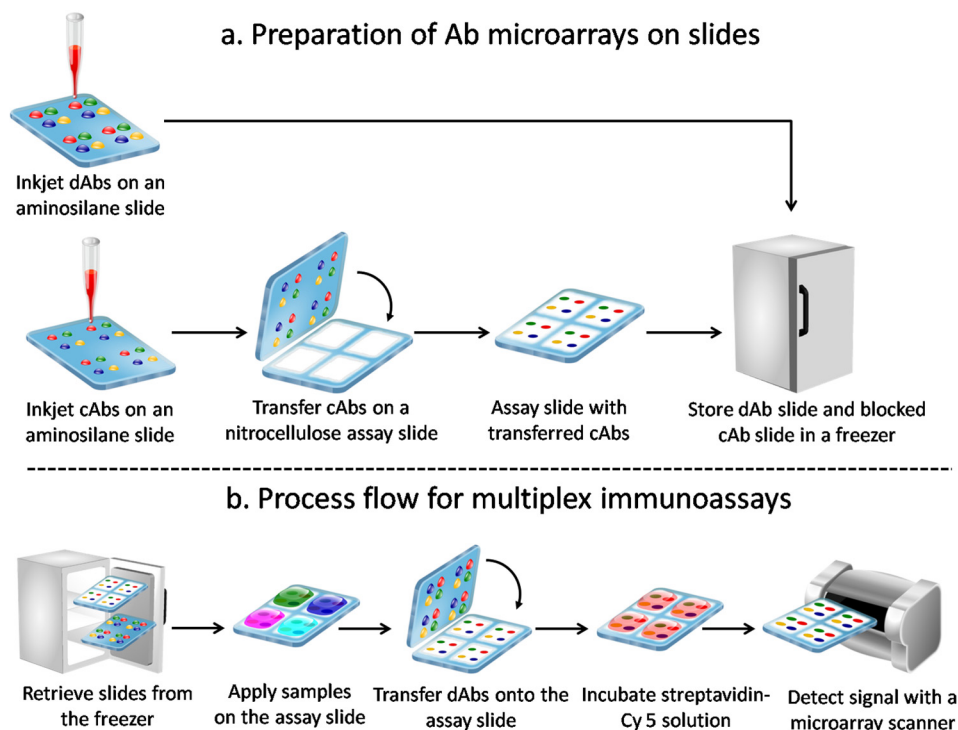 a. Preparation of Ab microarrays on slides
Inkjet dAbs on an
aminosilane slide
Inkjet cAbs on an
aminosilane slide
Transfer cAbs on a
nitrocellulose assay slide
Assay slide with
transferred cAbs
Store dAb slide and blocked
cAb slide in a freezer
b. Process flow for multiplex immunoassays
Retrieve slides from
the freezer
Apply samples
on the assay slide
Transfer dAbs onto the
assay slide
Incubate streptavidin-
Cy 5 solution
Detect signal with a
microarray scanner